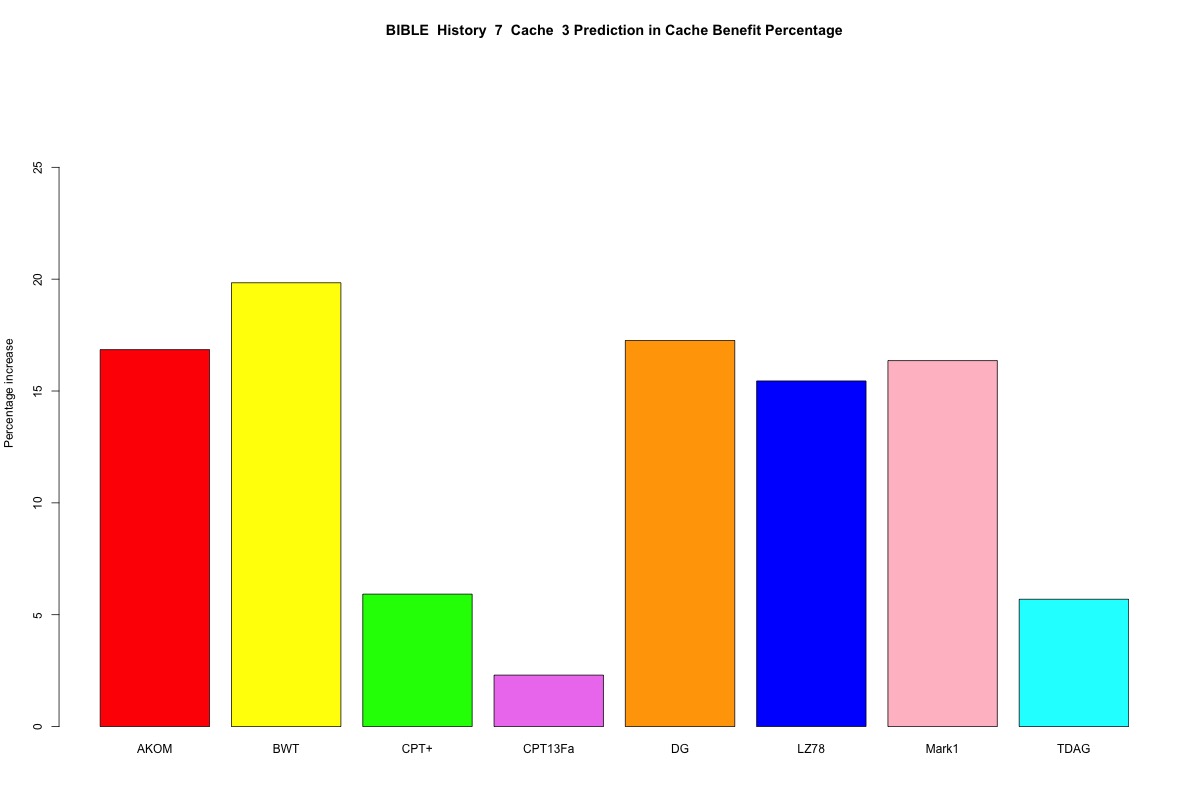 BIBLE  History  7  Cache  3 Prediction in Cache Benefit Percentage
Percentage increase
25
20
15
10
5
0
AKOM BWT CPT+ CPT13Fa DG LZ78 Mark1 TDAG